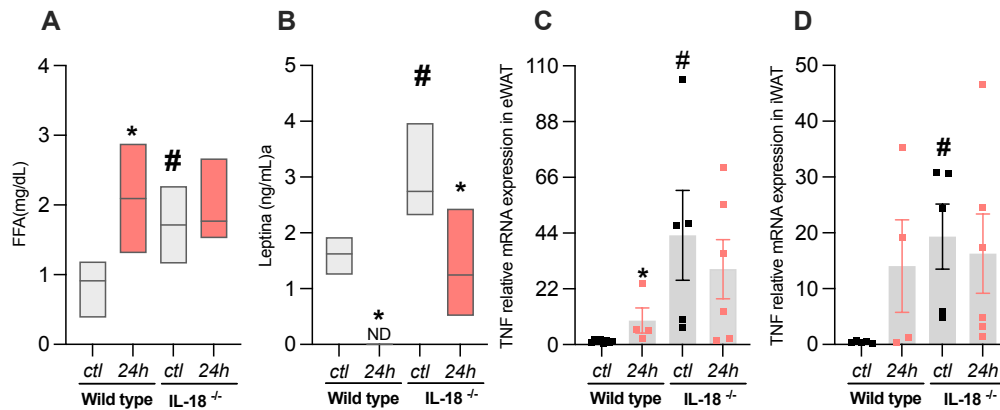 A
FFA(mg/dL)
4
3
2
1
0
*
#
ctl 24h ctl 24h
Wild type IL-18 -/-
B
Leptina (ng/mL)a
5
4
3
2
1
0
#
*
*
ND
ctl 24h ctl 24h
Wild type IL-18 -/-
C
TNF relative mRNA expression in eWAT
110
88
66
44
22
0
#
*
ctl 24h ctl 24h
Wild type IL-18 -/-
D
TNF relative mRNA expression in iWAT
50
40
30
20
10
0
#
ctl 24h ctl 24h
Wild type IL-18 -/-